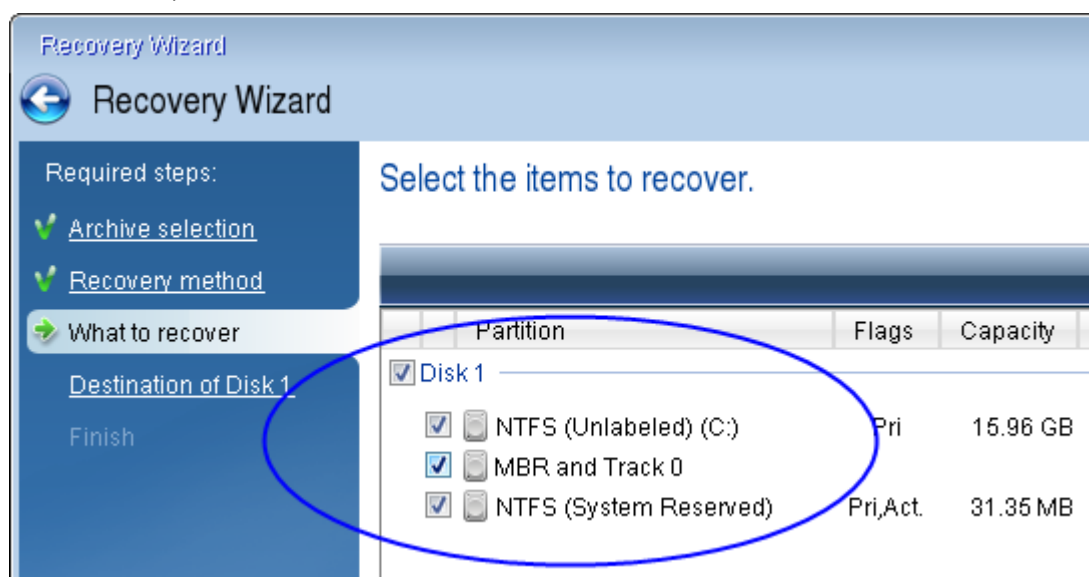 Recovery Wizard
Recovery Wizard
Required steps:
Archive selection
Recovery method
What to recover
Destination of Disk 1
Finish
Select the items to recover.
Partition Flags Capacity
Disk 1
NTFS (Unlabeled) (C:) Pri 15.96 GB
MBR and Track 0
NTFS (System Reserved) Pri,Act. 31.35 MB